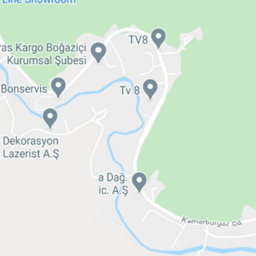 Line Showroom
ras Kargo Boğaziçi
Kurumsal Şubesi
TV8
Bonservis
Tv 8
Dekorasyon
Lazerist A.Ş
a Dağ.
ic. A.Ş
Kemerburgaz Cd.